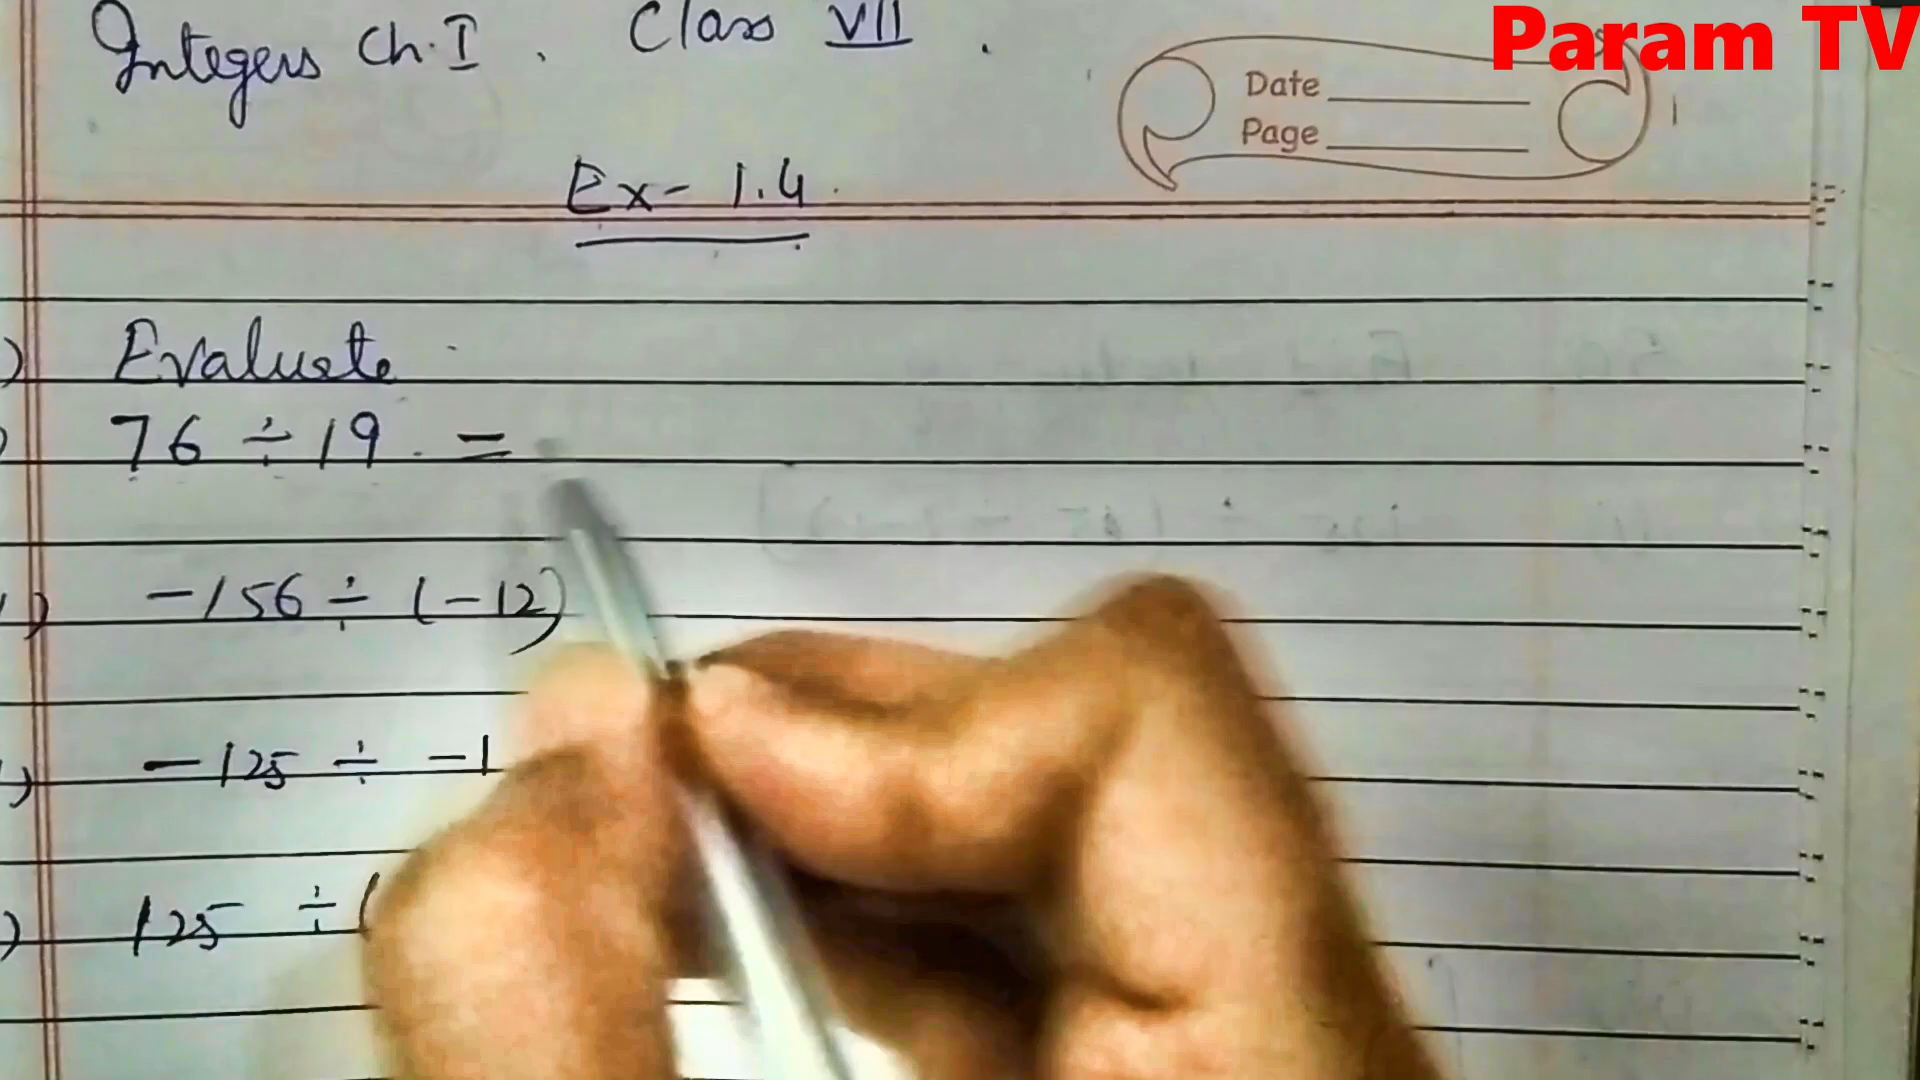 Param TV
Integers Ch. I. Class VII.
Date
Page
Ex- 1.4
Evaluate
76 ÷ 19 =
-156 ÷ (-12)
-125 ÷ -1
125 ÷ (